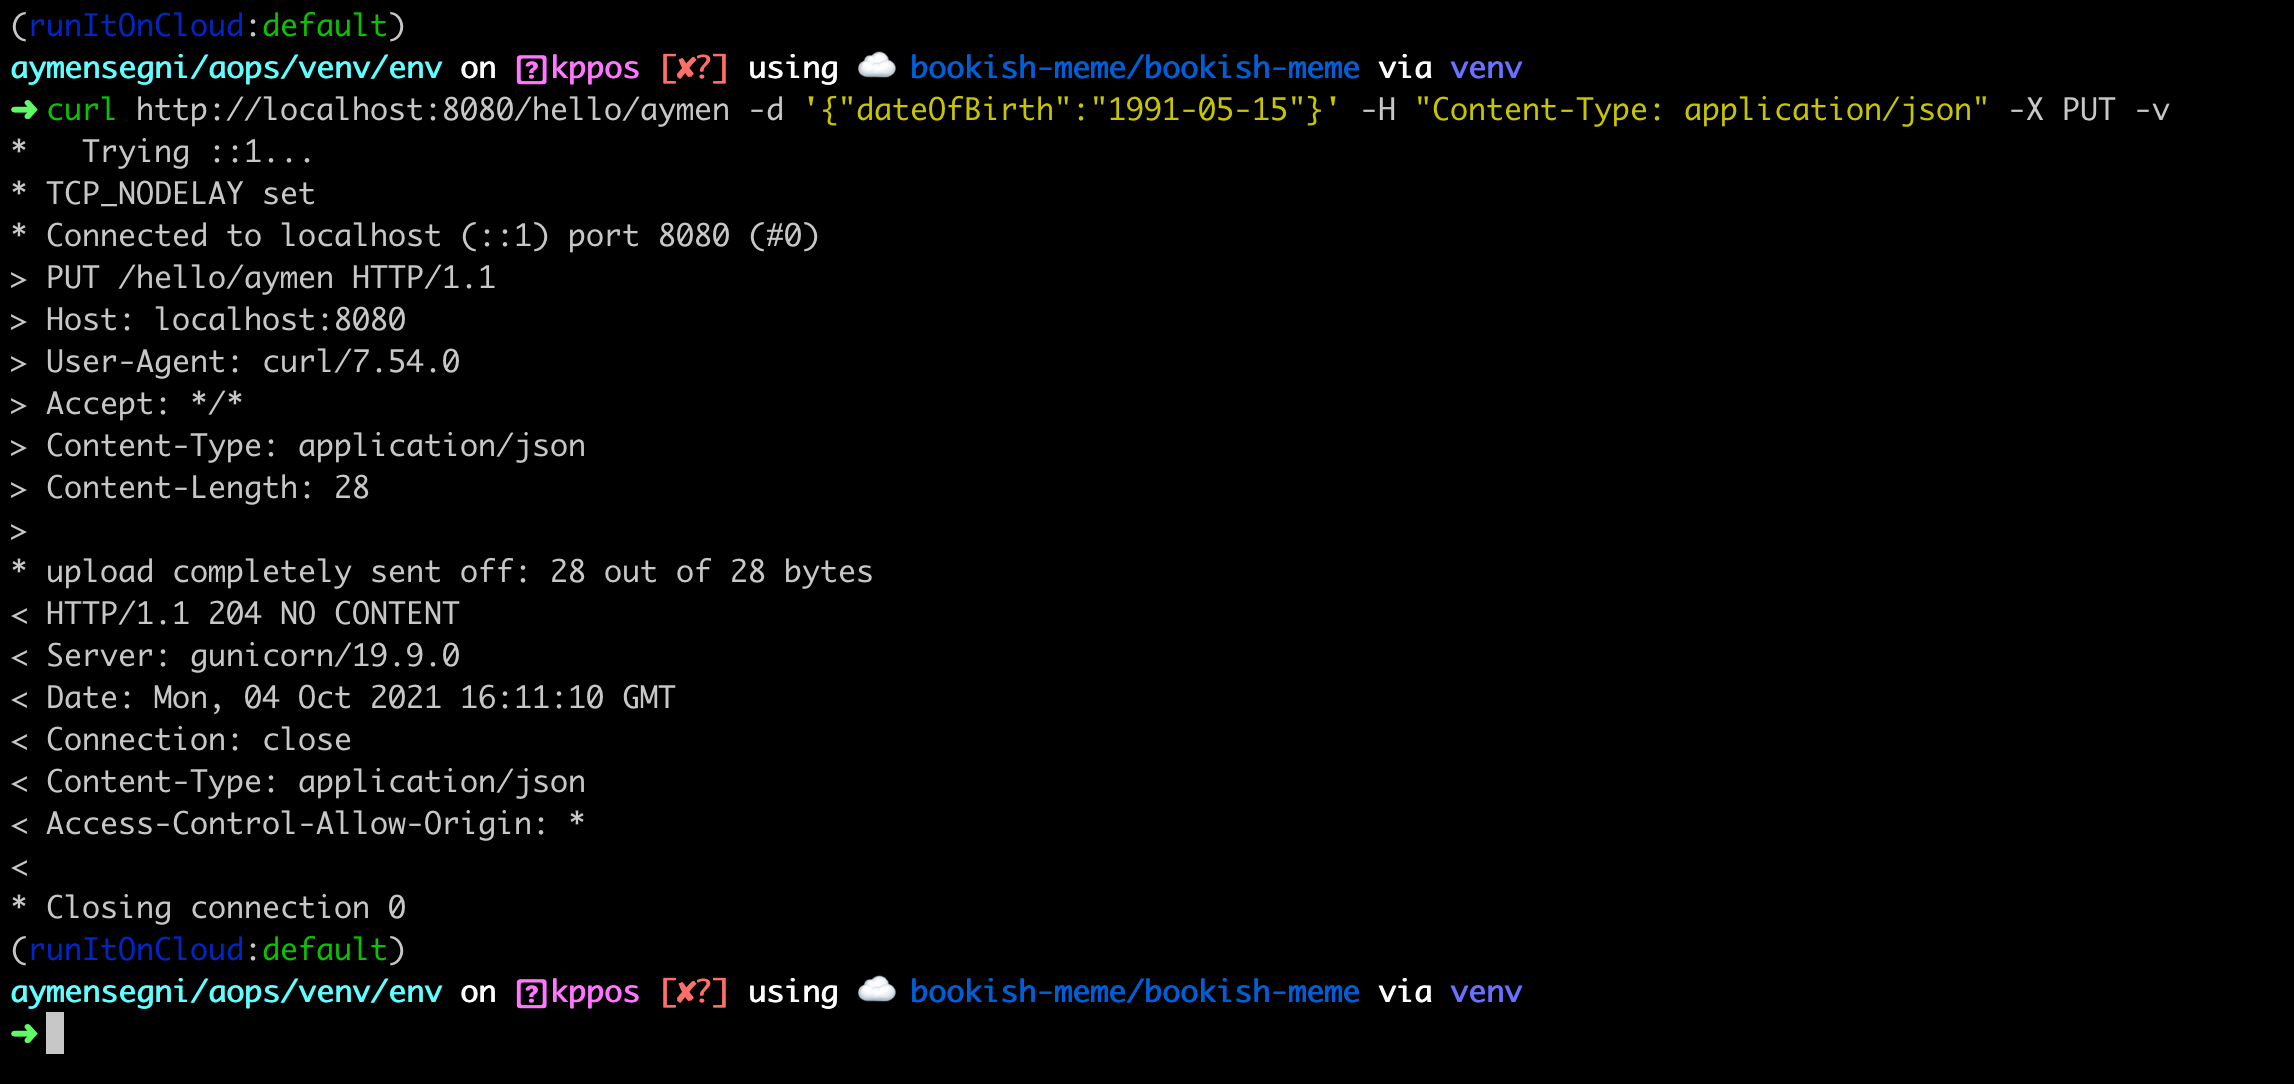 (runItOnCloud:default)
aymensegni/aops/venv/env on [?]kppos [✘?] using ☁️ bookish-meme/bookish-meme via venv
➜ curl http://localhost:8080/hello/aymen -d '{"dateOfBirth":"1991-05-15"}' -H "Content-Type: application/json" -X PUT -v
*   Trying ::1...
* TCP_NODELAY set
* Connected to localhost (::1) port 8080 (#0)
> PUT /hello/aymen HTTP/1.1
> Host: localhost:8080
> User-Agent: curl/7.54.0
> Accept: */*
> Content-Type: application/json
> Content-Length: 28
>
* upload completely sent off: 28 out of 28 bytes
< HTTP/1.1 204 NO CONTENT
< Server: gunicorn/19.9.0
< Date: Mon, 04 Oct 2021 16:11:10 GMT
< Connection: close
< Content-Type: application/json
< Access-Control-Allow-Origin: *
<
* Closing connection 0
(runItOnCloud:default)
aymensegni/aops/venv/env on [?]kppos [✘?] using ☁️ bookish-meme/bookish-meme via venv
➜